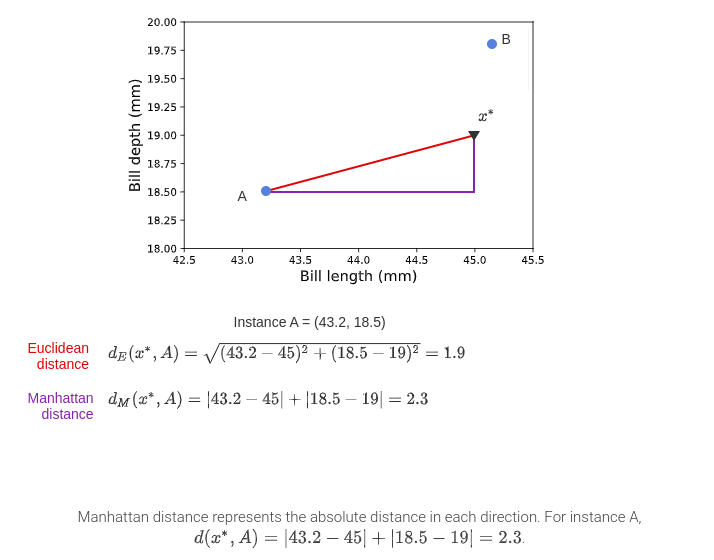 20.00
19.75
19.50
19.25
19.00
18.75
18.50
18.25
18.00
Bill depth (mm)
B
x*
A
42.5 43.0 43.5 44.0 44.5 45.0 45.5
Bill length (mm)
Instance A = (43.2, 18.5)
Euclidean
distance
d_E(x*, A) = √((43.2 − 45)² + (18.5 − 19)²) = 1.9
Manhattan
distance
d_M(x*, A) = |43.2 − 45| + |18.5 − 19| = 2.3
Manhattan distance represents the absolute distance in each direction. For instance A,
d(x*, A) = |43.2 − 45| + |18.5 − 19| = 2.3.